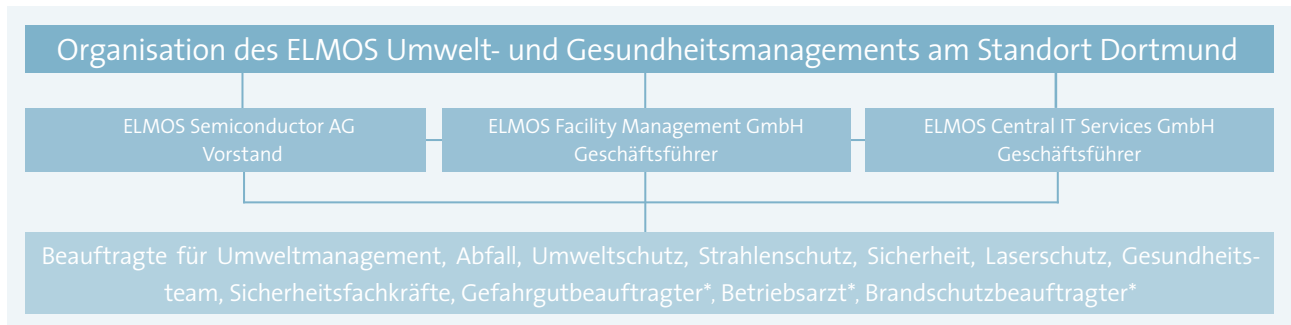 Organisation des ELMOS Umwelt- und Gesundheitsmanagements am Standort Dortmund
ELMOS Semiconductor AG
Vorstand
ELMOS Facility Management GmbH
Geschäftsführer
ELMOS Central IT Services GmbH
Geschäftsführer
Beauftragte für Umweltmanagement, Abfall, Umweltschutz, Strahlenschutz, Sicherheit, Laserschutz, Gesundheits-
team, Sicherheitsfachkräfte, Gefahrgutbeauftragter*, Betriebsarzt*, Brandschutzbeauftragter*